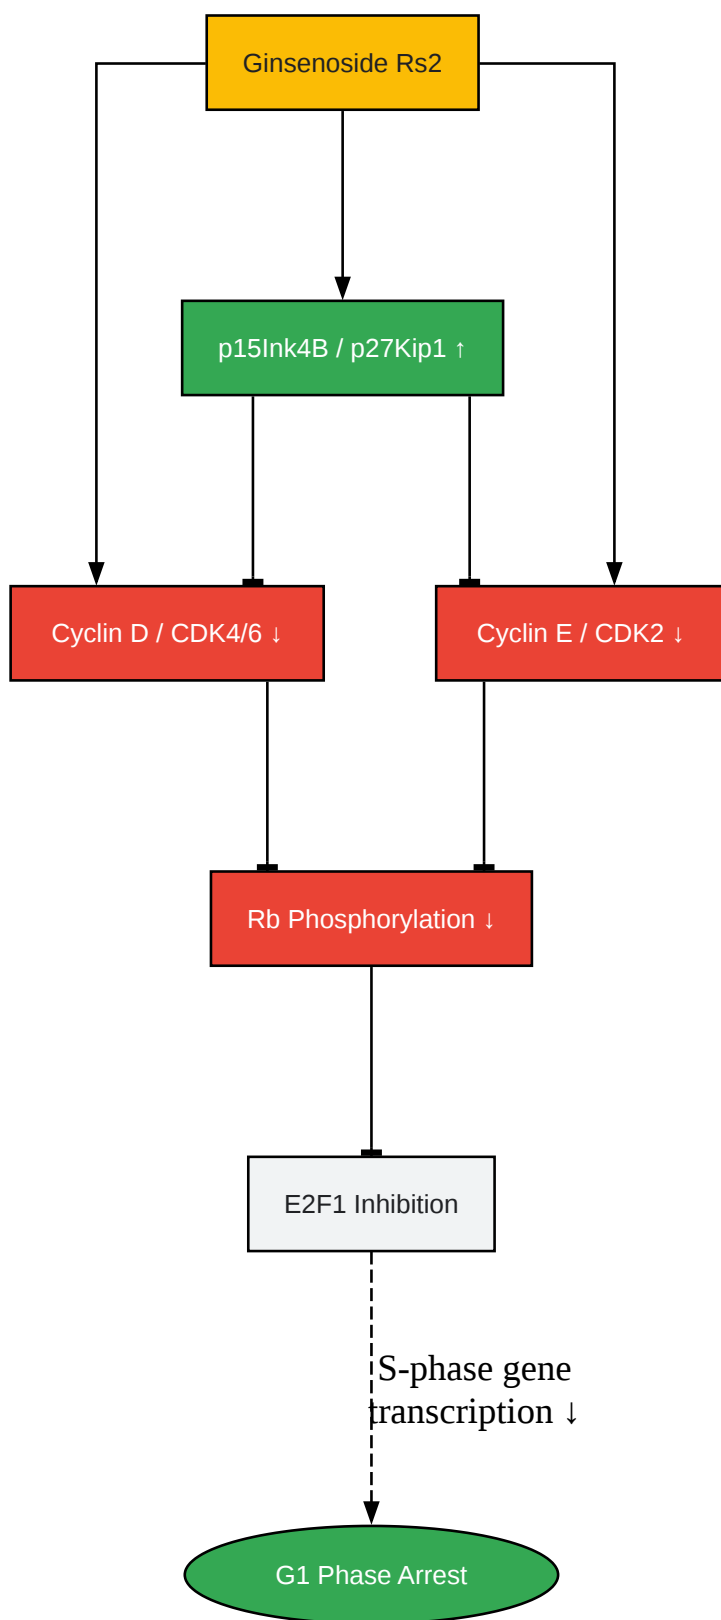 Ginsenoside Rs2
p15Ink4B / p27Kip1 ↑
Cyclin D / CDK4/6 ↓
Cyclin E / CDK2 ↓
Rb Phosphorylation ↓
E2F1 Inhibition
S-phase gene
transcription ↓
G1 Phase Arrest